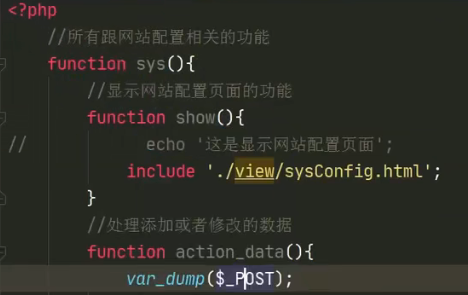 <?php
//所有跟网站配置相关的功能
function sys(){
//显示网站配置页面的功能
function show(){
// echo '这是显示网站配置页面';
include './view/sysConfig.html';
}
//处理添加或者修改的数据
function action_data(){
var_dump($_POST);